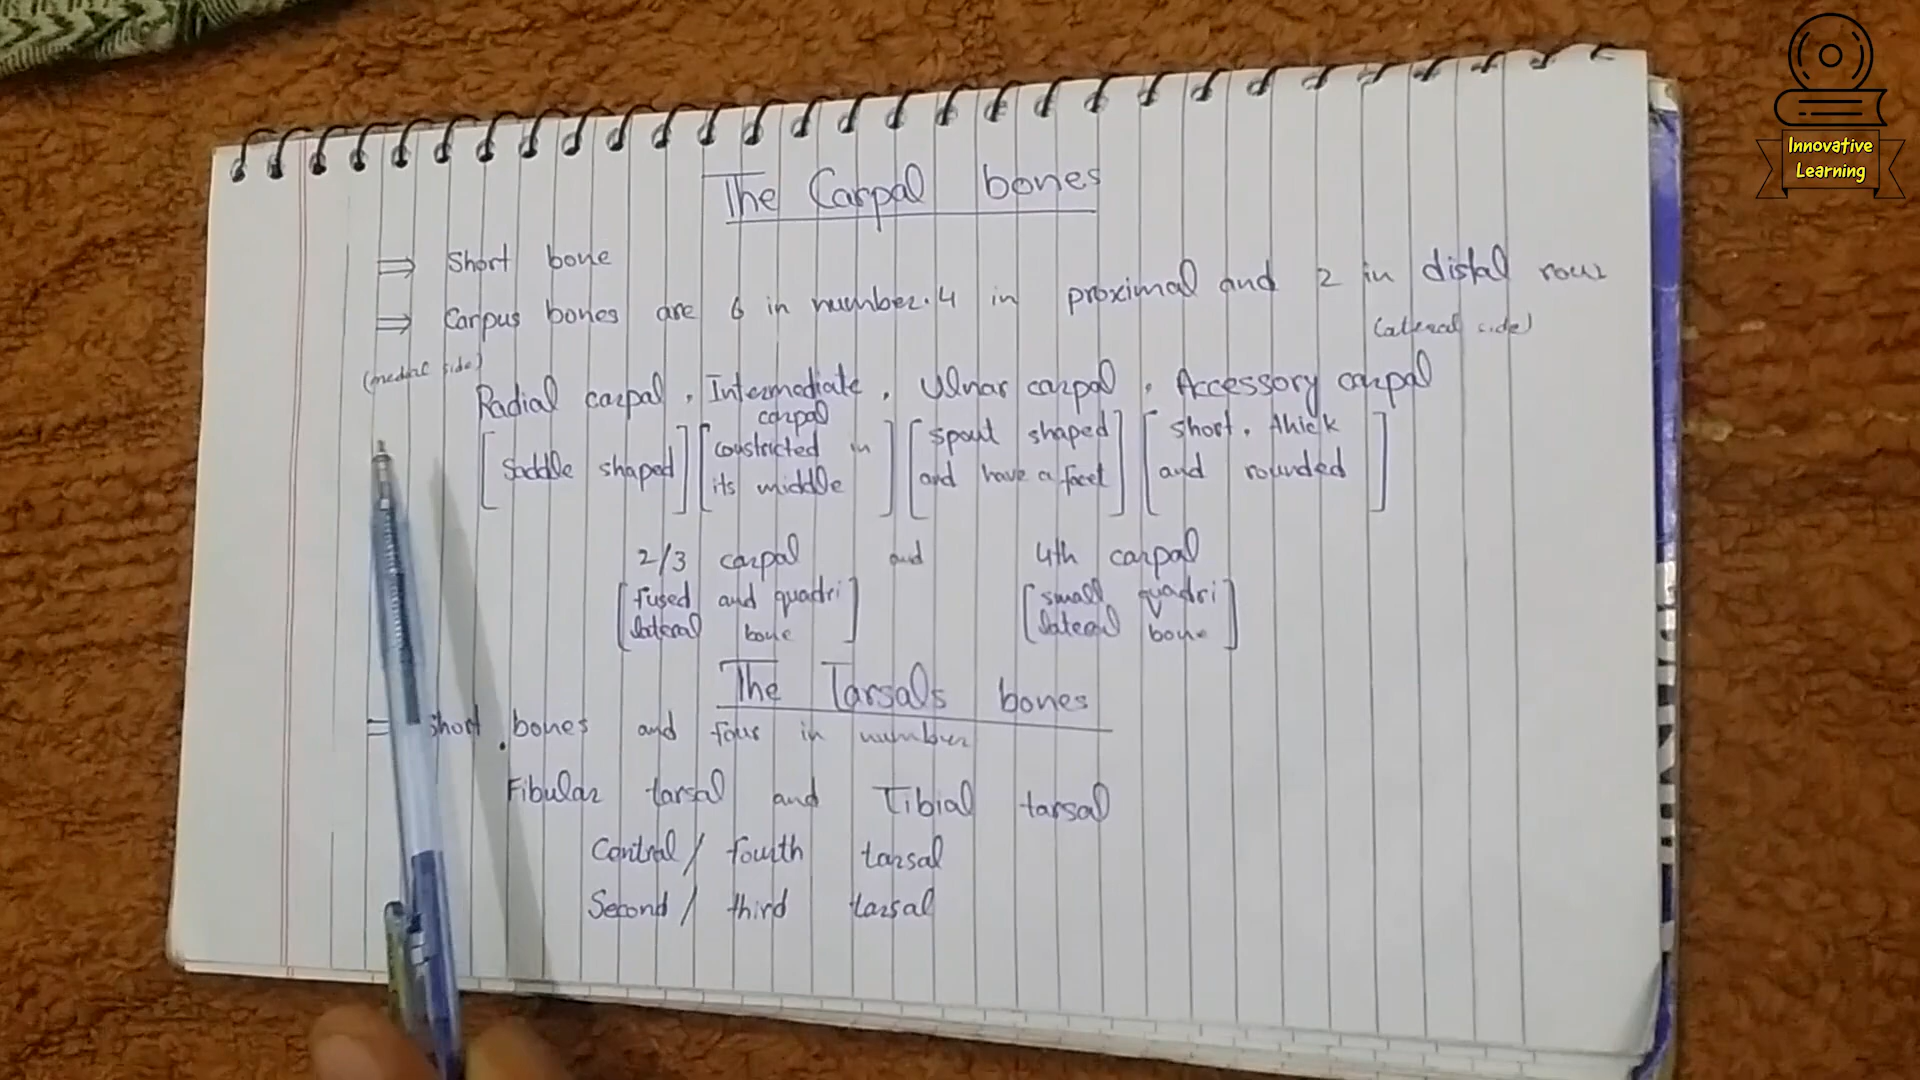 The Carpal bones
⇒ Short bone
⇒ Carpus bones are 6 in number. 4 in proximal and 2 in distal row
(medial side)
(lateral side)
Radial carpal, Intermediate carpal, Ulnar carpal, Accessory carpal
[Saddle shaped] [constricted in its middle] [spout shaped and have a facet] [short, thick and rounded]
2/3 carpal and 4th carpal
[fused and quadri lateral bone] [small quadri lateral bone]
The Tarsals bones
= Short bones and four in number
Fibular tarsal and Tibial tarsal
Central / fourth tarsal
Second / third tarsal
Innovative
Learning